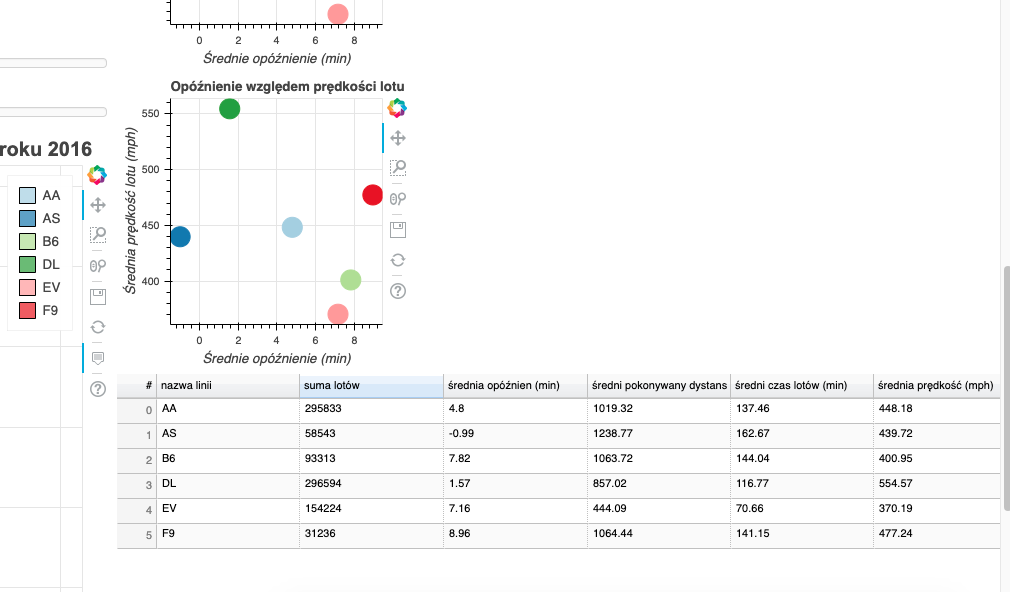 0 2 4 6 8
Średnie opóźnienie (min)
Opóźnienie względem prędkości lotu
550
500
450
400
Średnia prędkość lotu (mph)
0 2 4 6 8
Średnie opóźnienie (min)
roku 2016
AA
AS
B6
DL
EV
F9
# nazwa linii suma lotów średnia opóźnien (min) średni pokonywany dystans średni czas lotów (min) średnia prędkość (mph)
0 AA 295833 4.8 1019.32 137.46 448.18
1 AS 58543 -0.99 1238.77 162.67 439.72
2 B6 93313 7.82 1063.72 144.04 400.95
3 DL 296594 1.57 857.02 116.77 554.57
4 EV 154224 7.16 444.09 70.66 370.19
5 F9 31236 8.96 1064.44 141.15 477.24